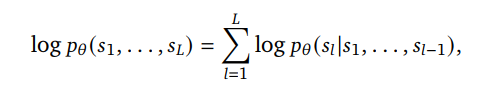 log pθ(s1, . . . , sL) = ∑_{l=1}^{L} log pθ(sl|s1, . . . , sl−1),